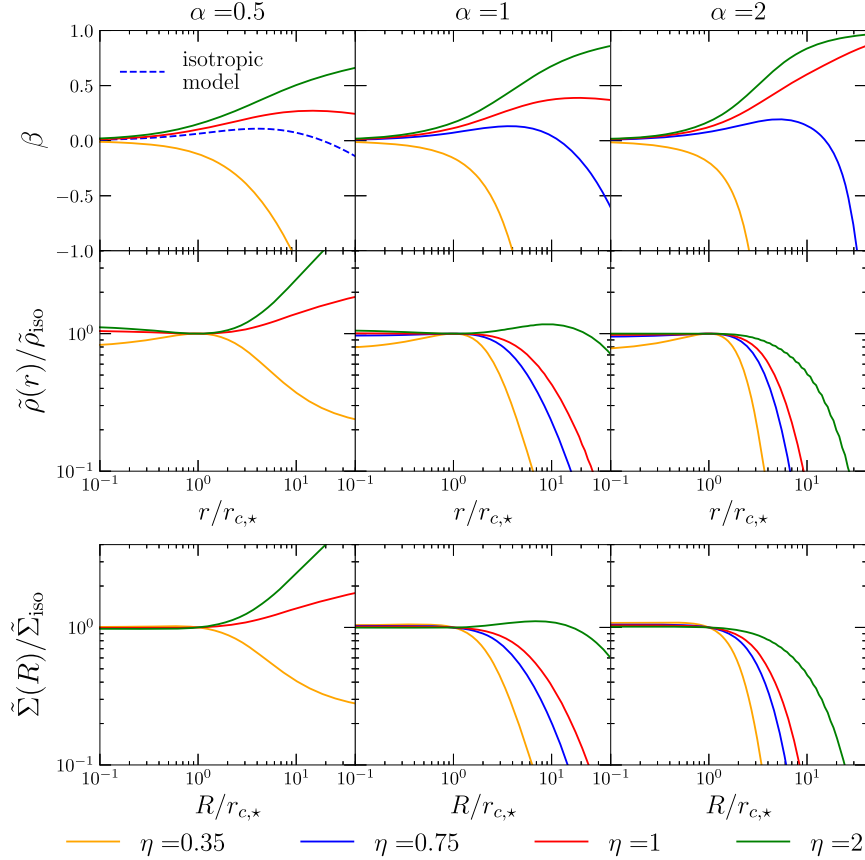 α =0.5 α =1 α =2
1.0
0.5
0.0
−0.5
−1.0
β
isotropic
model
10⁰
10⁻¹
ρ̃(r)/ρ̃iso
10⁻¹ 10⁰ 10¹ 10⁻¹ 10⁰ 10¹ 10⁻¹ 10⁰ 10¹
r/rc,⋆ r/rc,⋆ r/rc,⋆
10⁰
10⁻¹
Σ̃(R)/Σ̃iso
10⁻¹ 10⁰ 10¹ 10⁻¹ 10⁰ 10¹ 10⁻¹ 10⁰ 10¹
R/rc,⋆ R/rc,⋆ R/rc,⋆
η =0.35 η =0.75 η =1 η =2